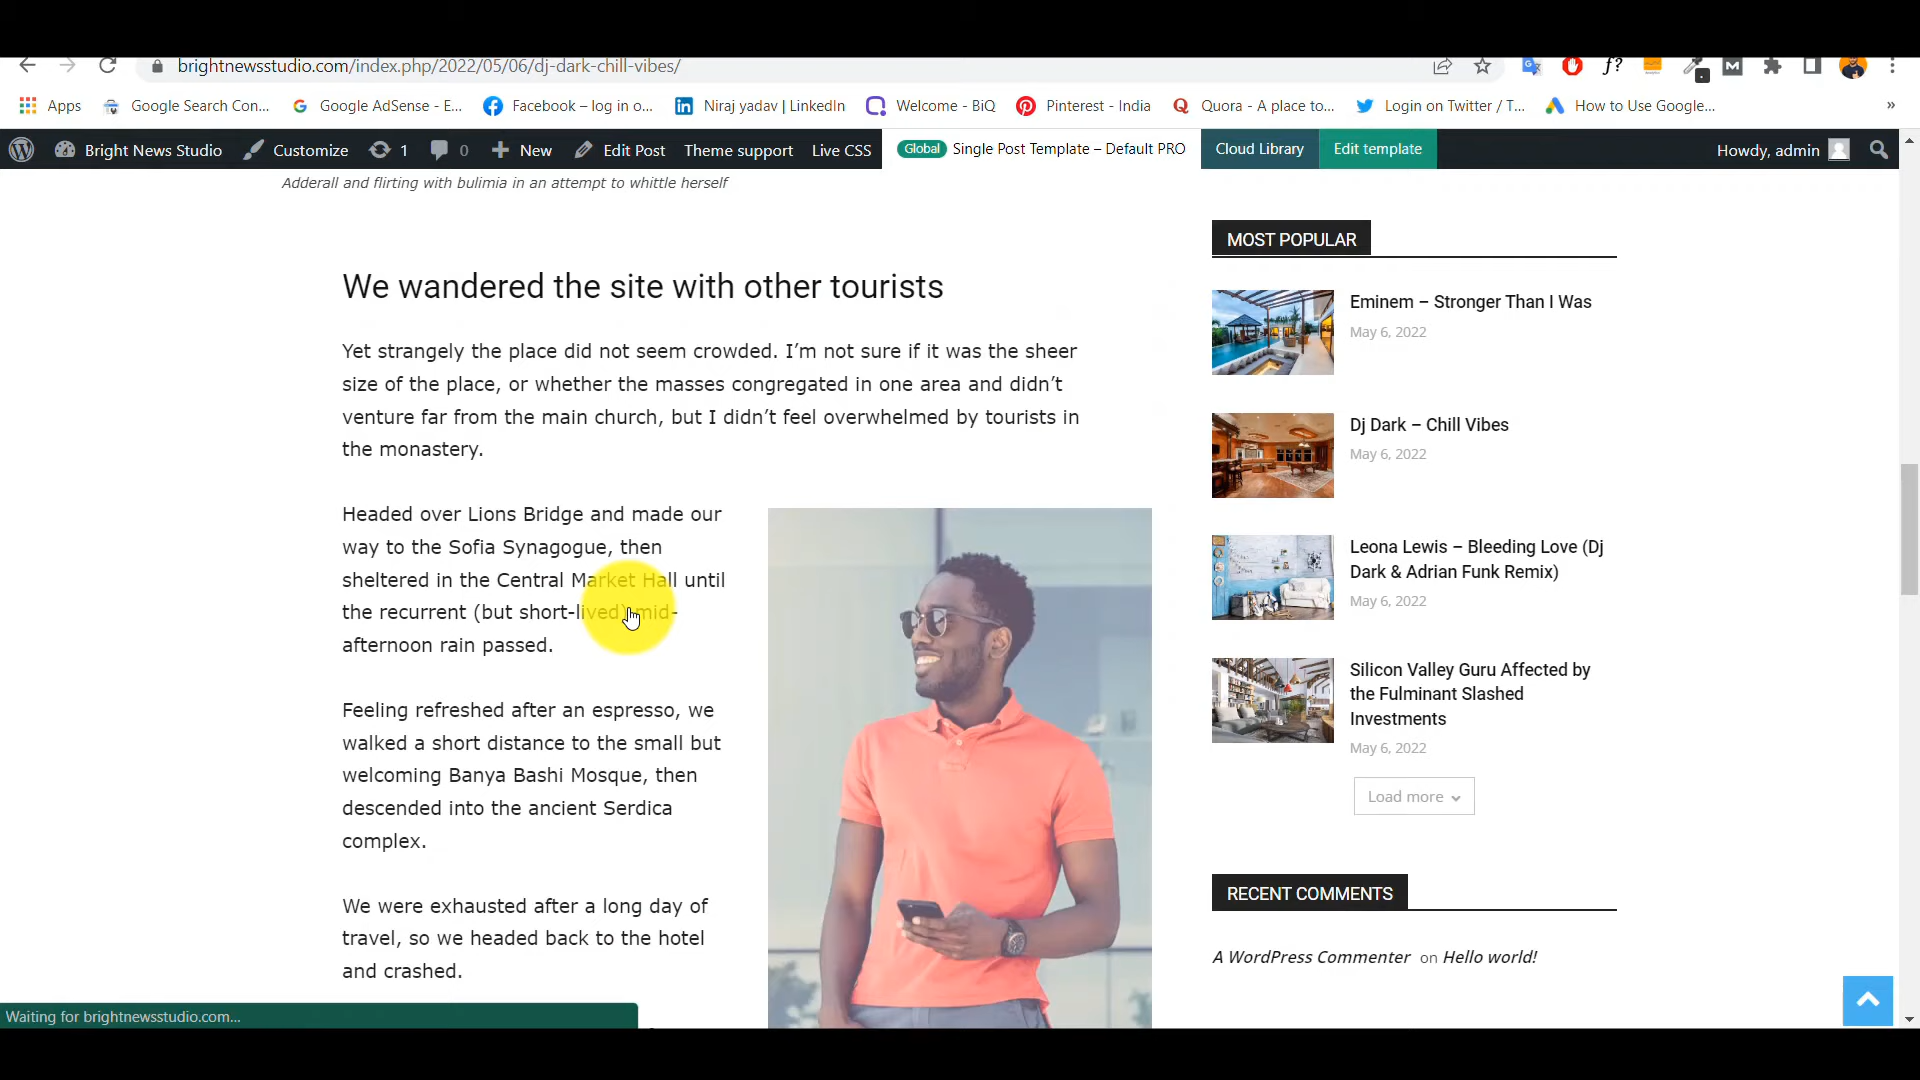 brightnewsstudio.com/index.php/2022/05/06/dj-dark-chill-vibes/
f?
M
Apps
Google Search Con...
Google AdSense - E...
Facebook – log in o...
Niraj yadav | LinkedIn
Welcome - BiQ
Pinterest - India
Quora - A place to...
Login on Twitter / T...
How to Use Google...
»
Bright News Studio
Customize
1
0
New
Edit Post
Theme support
Live CSS
Global
Single Post Template – Default PRO
Cloud Library
Edit template
Howdy, admin
Adderall and flirting with bulimia in an attempt to whittle herself
We wandered the site with other tourists
Yet strangely the place did not seem crowded. I’m not sure if it was the sheer
size of the place, or whether the masses congregated in one area and didn’t
venture far from the main church, but I didn’t feel overwhelmed by tourists in
the monastery.
Headed over Lions Bridge and made our
way to the Sofia Synagogue, then
sheltered in the Central Market Hall until
the recurrent (but short-lived) mid-
afternoon rain passed.
Feeling refreshed after an espresso, we
walked a short distance to the small but
welcoming Banya Bashi Mosque, then
descended into the ancient Serdica
complex.
We were exhausted after a long day of
travel, so we headed back to the hotel
and crashed.
MOST POPULAR
Eminem – Stronger Than I Was
May 6, 2022
Dj Dark – Chill Vibes
May 6, 2022
Leona Lewis – Bleeding Love (Dj
Dark & Adrian Funk Remix)
May 6, 2022
Silicon Valley Guru Affected by
the Fulminant Slashed
Investments
May 6, 2022
Load more
RECENT COMMENTS
A WordPress Commenter on Hello world!
Waiting for brightnewsstudio.com...